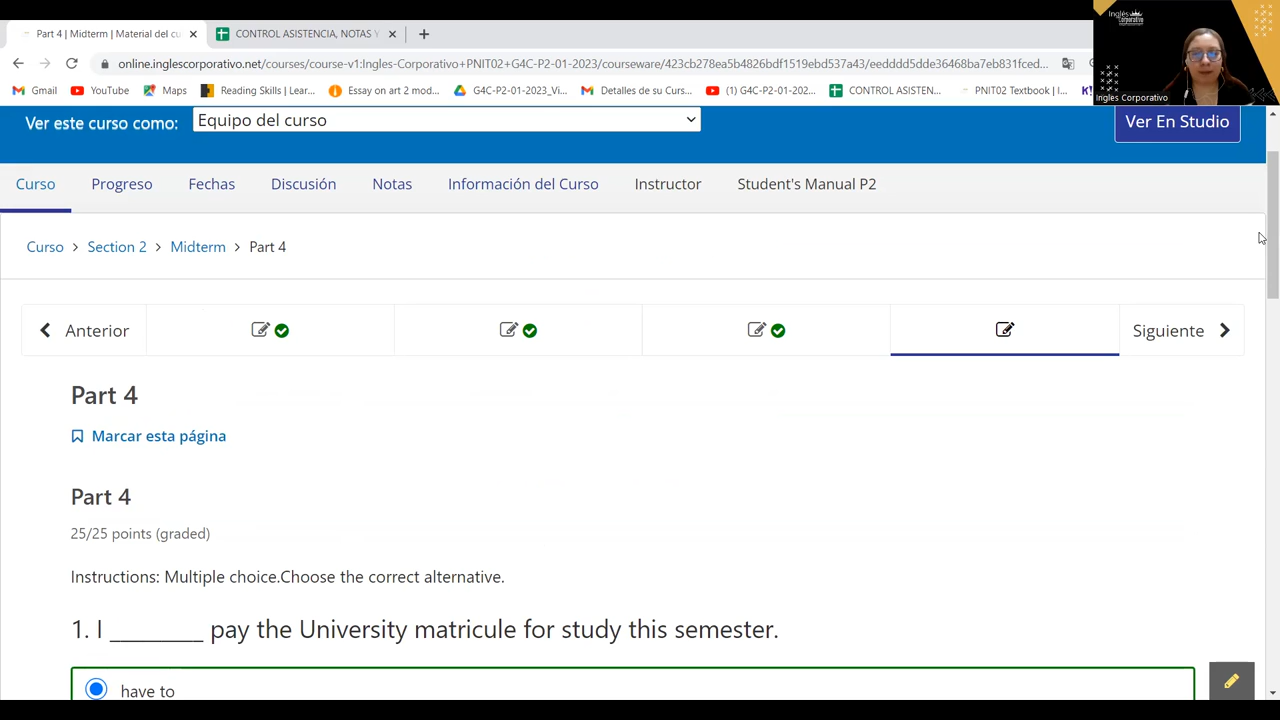 Part 4 | Midterm | Material del cu
CONTROL ASISTENCIA, NOTAS Y
online.inglescorporativo.net/courses/course-v1:Ingles-Corporativo+PNIT02+G4C-P2-01-2023/courseware/423cb278ea5b4826bdf1519ebd537a43/eedddd5dde36468ba7eb831fced...
Gmail
YouTube
Maps
Reading Skills | Lear...
Essay on art 2 mod...
G4C-P2-01-2023_Vi...
Detalles de su Curs...
(1) G4C-P2-01-202...
CONTROL ASISTEN...
PNIT02 Textbook | I...
Inglés
Corporativo
Ingles Corporativo
Ver este curso como:
Equipo del curso
Ver En Studio
Curso
Progreso
Fechas
Discusión
Notas
Información del Curso
Instructor
Student's Manual P2
Curso > Section 2 > Midterm > Part 4
Anterior
Siguiente
Part 4
Marcar esta página
Part 4
25/25 points (graded)
Instructions: Multiple choice.Choose the correct alternative.
1. I ________ pay the University matricule for study this semester.
have to